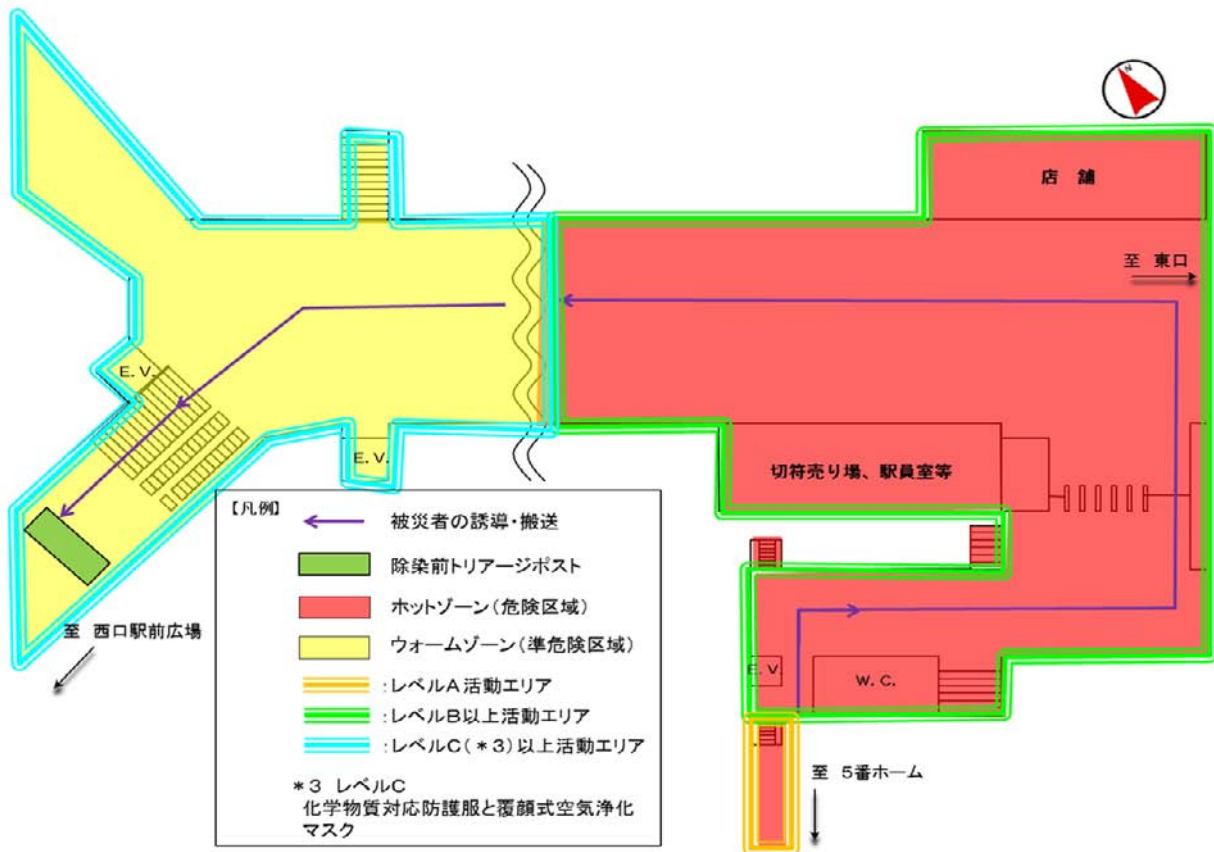 N
店 舗
至 東口
E.V.
E.V.
切符売り場、駅員室等
【凡例】
被災者の誘導・搬送
除染前トリアージポスト
ホットゾーン（危険区域）
ウォームゾーン（準危険区域）
：レベルA活動エリア
：レベルB以上活動エリア
：レベルC（＊3）以上活動エリア
＊3 レベルC
化学物質対応防護服と覆顔式空気浄化
マスク
至 西口駅前広場
E.V.
W.C.
至 5番ホーム